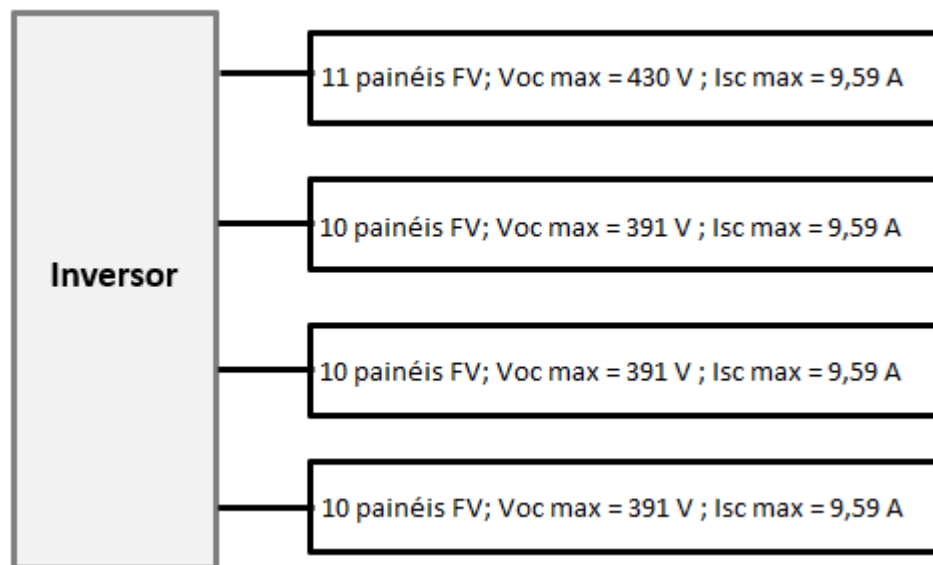 11 painéis FV; Voc max = 430 V ; Isc max = 9,59 A
10 painéis FV; Voc max = 391 V ; Isc max = 9,59 A
Inversor
10 painéis FV; Voc max = 391 V ; Isc max = 9,59 A
10 painéis FV; Voc max = 391 V ; Isc max = 9,59 A